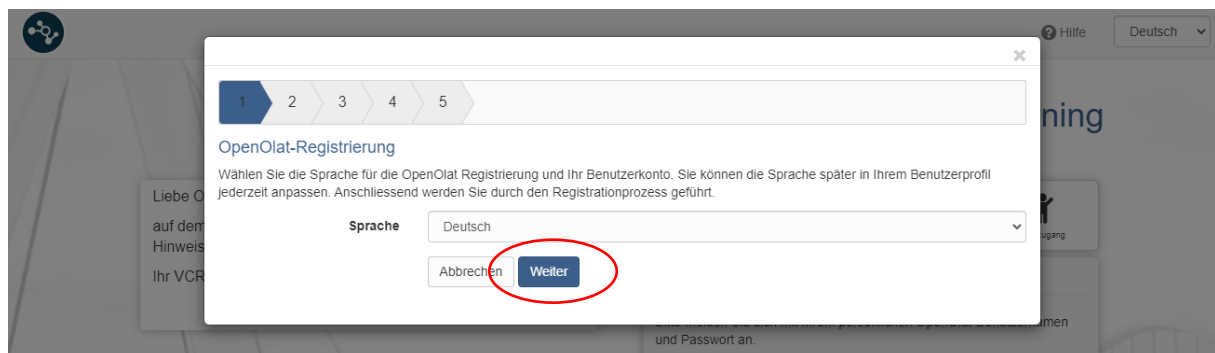 Hilfe
Deutsch
1 2 3 4 5
ning
OpenOlat-Registrierung
Wählen Sie die Sprache für die OpenOlat Registrierung und Ihr Benutzerkonto. Sie können die Sprache später in Ihrem Benutzerprofil
jederzeit anpassen. Anschliessend werden Sie durch den Registrationprozess geführt.
Liebe O
Sprache Deutsch
auf dem
Hinweis
ugang
Abbrechen Weiter
Ihr VCR
und Passwort an.